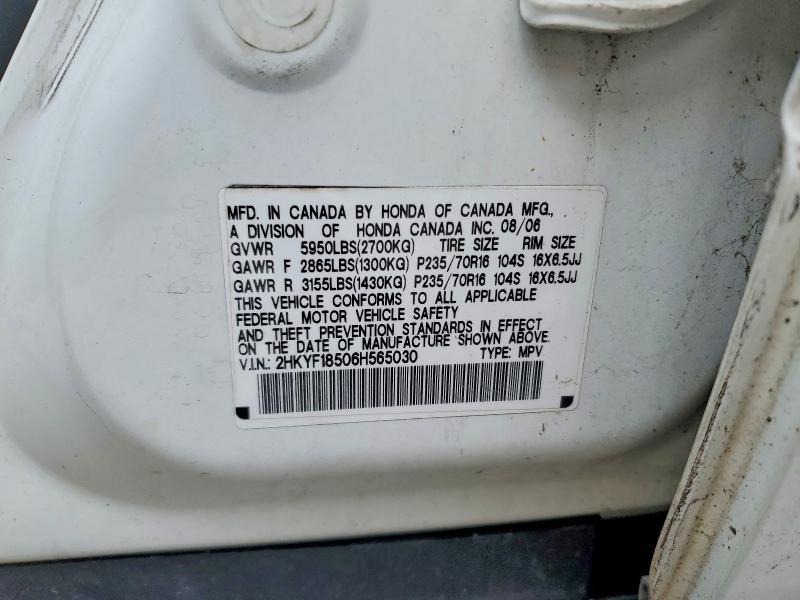 MFD. IN CANADA BY HONDA OF CANADA MFG.,
A DIVISION OF HONDA CANADA INC. 08/06
GVWR 5950LBS(2700KG) TIRE SIZE RIM SIZE
GAWR F 2865LBS(1300KG) P235/70R16 104S 16X6.5JJ
GAWR R 3155LBS(1430KG) P235/70R16 104S 16X6.5JJ
THIS VEHICLE CONFORMS TO ALL APPLICABLE
FEDERAL MOTOR VEHICLE SAFETY
AND THEFT PREVENTION STANDARDS IN EFFECT
ON THE DATE OF MANUFACTURE SHOWN ABOVE.
V.I.N.: 2HKYF18506H565030 TYPE: MPV